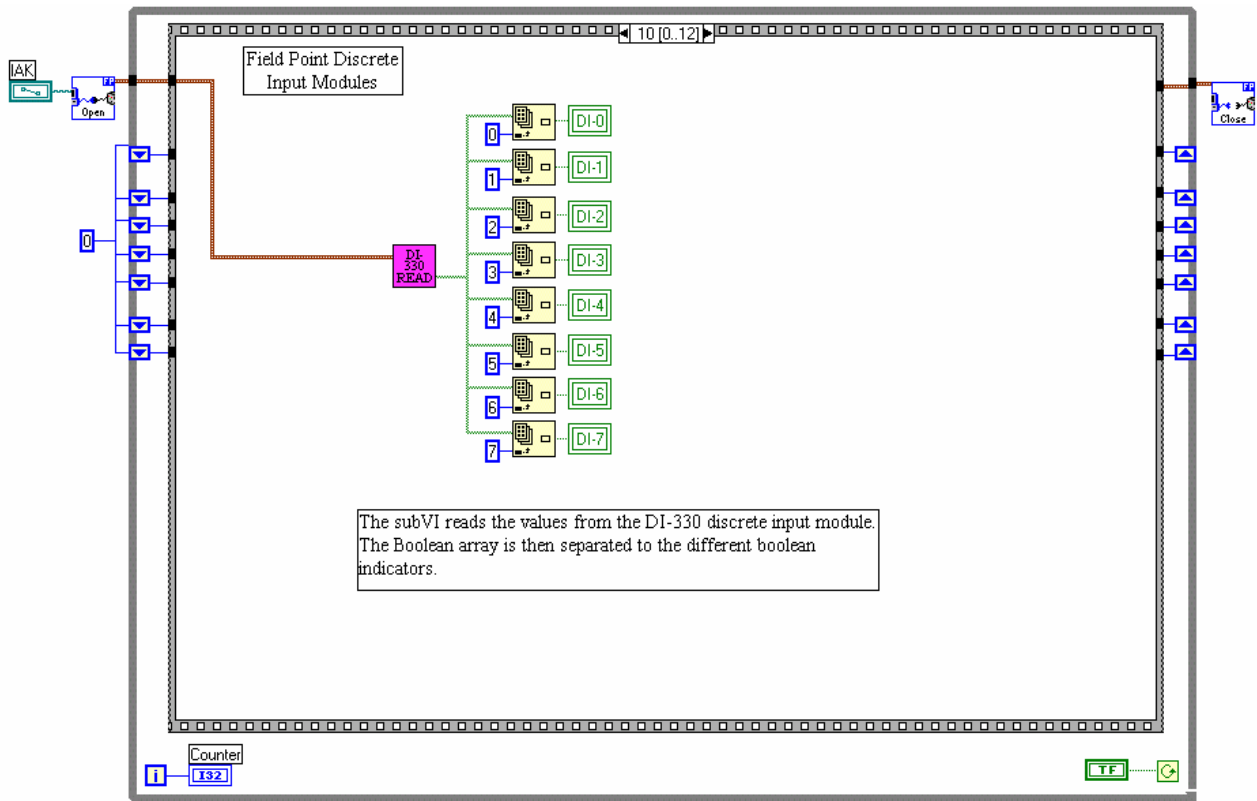 10 [0..12]
Field Point Discrete
Input Modules
IAK
FP
Open
FP
Close
0
DI-0
1
DI-1
2
DI-2
0
3
DI-3
DI-
330
READ
4
DI-4
5
DI-5
6
DI-6
7
DI-7
The subVI reads the values from the DI-330 discrete input module.
The Boolean array is then separated to the different boolean
indicators.
Counter
i
I32
TF